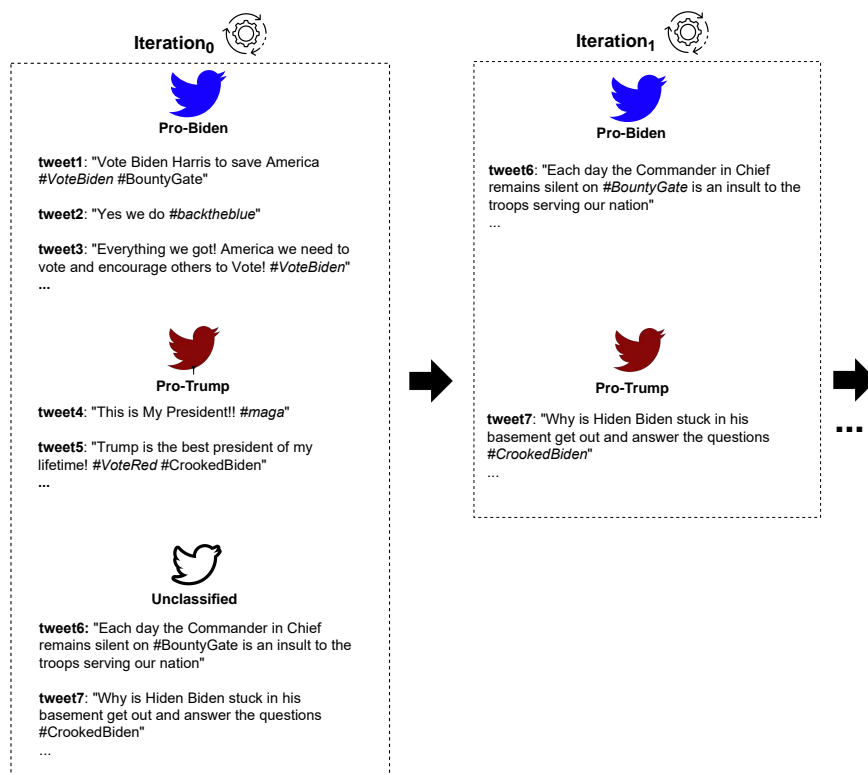 Iteration0
Pro-Biden
tweet1: "Vote Biden Harris to save America
#VoteBiden #BountyGate"
tweet2: "Yes we do #backtheblue"
tweet3: "Everything we got! America we need to
vote and encourage others to Vote! #VoteBiden"
...
Pro-Trump
tweet4: "This is My President!! #maga"
tweet5: "Trump is the best president of my
lifetime! #VoteRed #CrookedBiden"
...
Unclassified
tweet6: "Each day the Commander in Chief
remains silent on #BountyGate is an insult to the
troops serving our nation"
tweet7: "Why is Hiden Biden stuck in his
basement get out and answer the questions
#CrookedBiden"
...
Iteration1
Pro-Biden
tweet6: "Each day the Commander in Chief
remains silent on #BountyGate is an insult to the
troops serving our nation"
...
Pro-Trump
tweet7: "Why is Hiden Biden stuck in his
basement get out and answer the questions
#CrookedBiden"
...
...